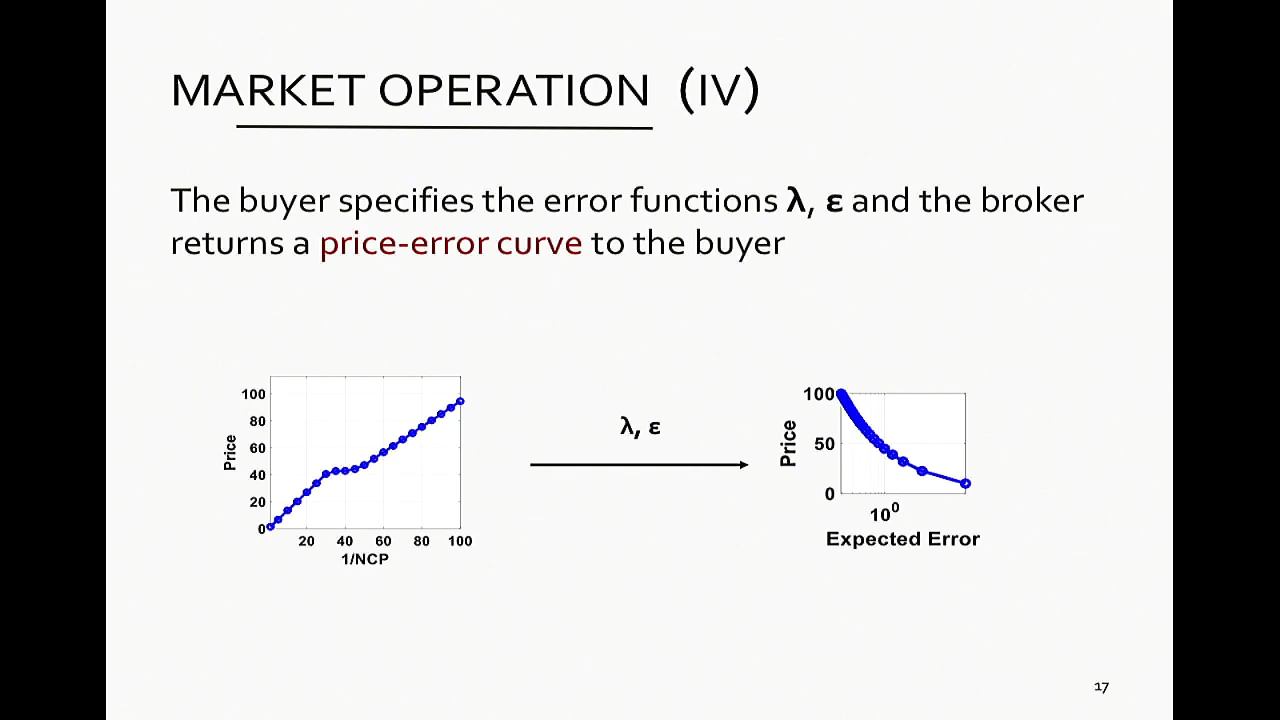 MARKET OPERATION (IV)
The buyer specifies the error functions λ, ε and the broker
returns a price-error curve to the buyer
100
80
60
40
20
0
Price
20 40 60 80 100
1/NCP
λ, ε
100
50
0
Price
10⁰
Expected Error
17